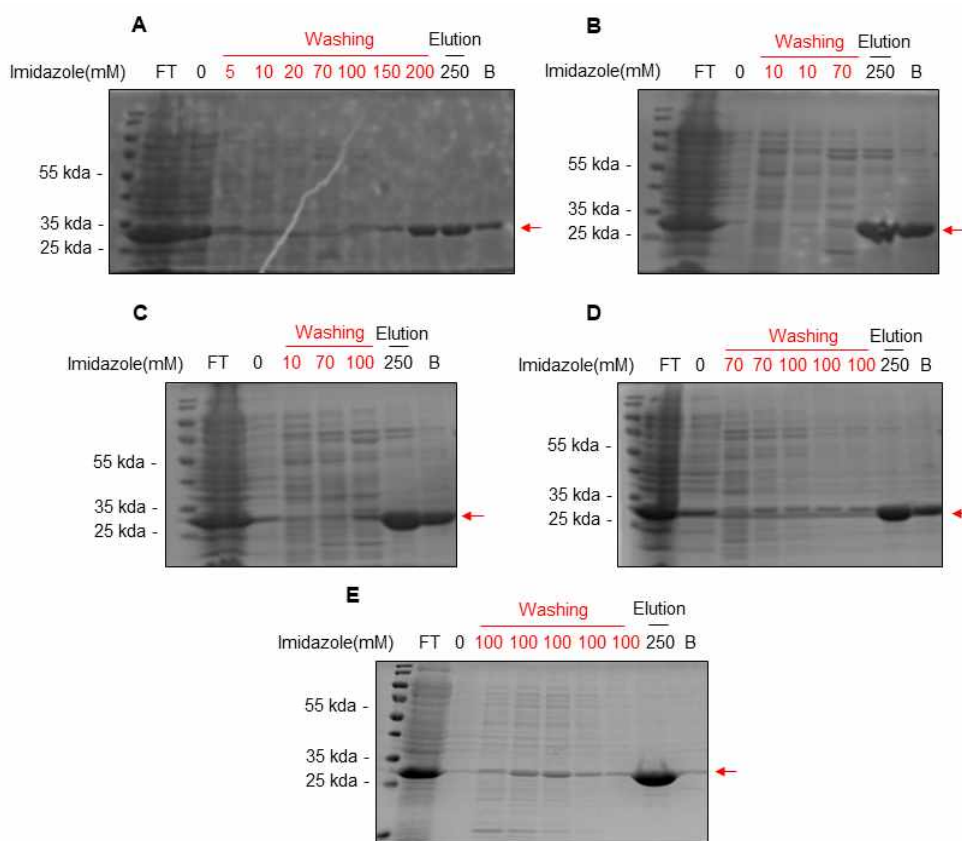 A
Washing
Elution
Imidazole(mM) FT 0 5 10 20 70 100 150 200 250 B
55 kda -
35 kda -
25 kda -
B
Washing
Elution
Imidazole(mM) FT 0 10 10 70 250 B
55 kda -
35 kda -
25 kda -
C
Washing
Elution
Imidazole(mM) FT 0 10 70 100 250 B
55 kda -
35 kda -
25 kda -
D
Washing
Elution
Imidazole(mM) FT 0 70 70 100 100 100 250 B
55 kda -
35 kda -
25 kda -
E
Washing
Elution
Imidazole(mM) FT 0 100 100 100 100 100 250 B
55 kda -
35 kda -
25 kda -